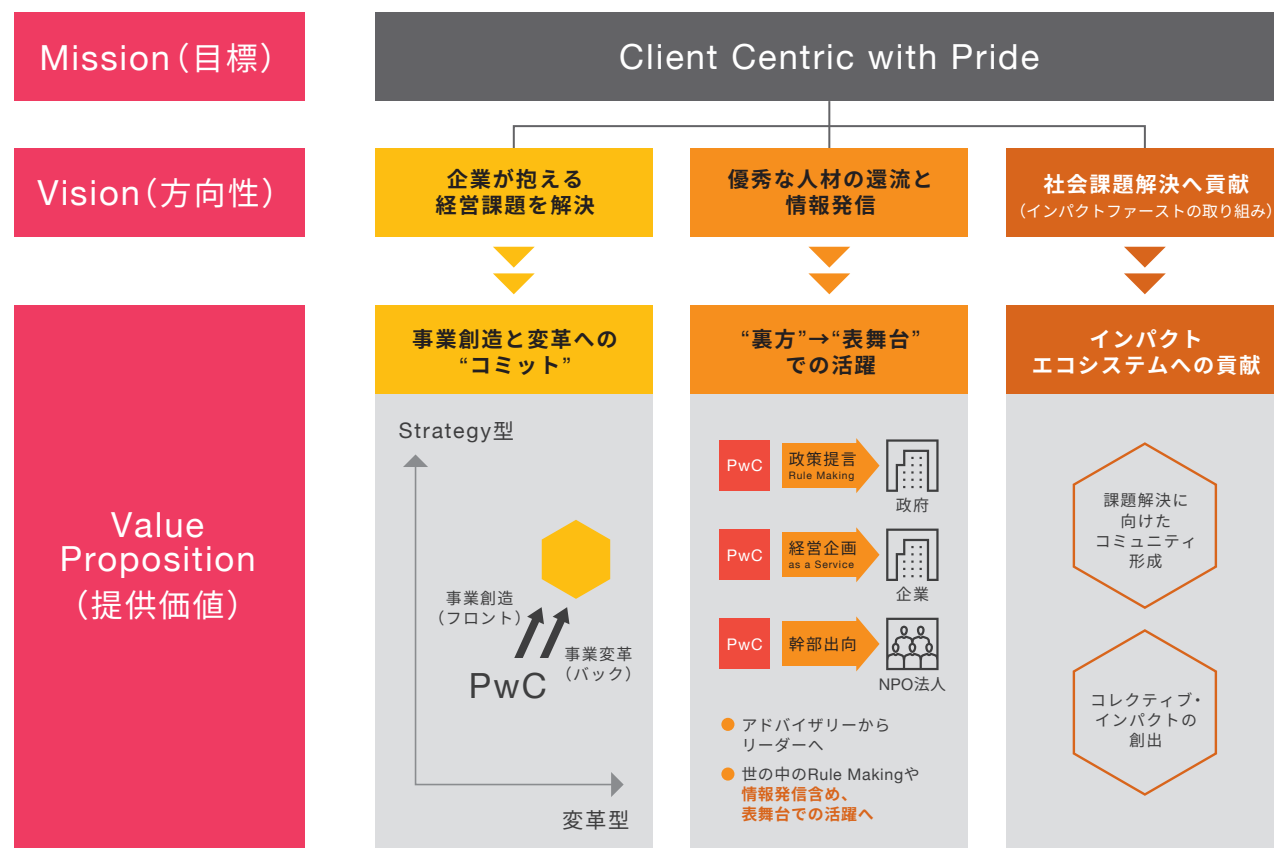 Mission（目標）
Client Centric with Pride
Vision（方向性）
企業が抱える
経営課題を解決
優秀な人材の還流と
情報発信
社会課題解決へ貢献
（インパクトファーストの取り組み）
Value
Proposition
（提供価値）
事業創造と変革への
“コミット”
Strategy型
事業創造
（フロント）
事業変革
（バック）
PwC
変革型
“裏方”→“表舞台”
での活躍
PwC
政策提言
Rule Making
政府
PwC
経営企画
as a Service
企業
PwC
幹部出向
NPO法人
● アドバイザリーから
リーダーへ
● 世の中のRule Makingや
情報発信含め、
表舞台での活躍へ
インパクト
エコシステムへの貢献
課題解決に
向けた
コミュニティ
形成
コレクティブ・
インパクトの
創出